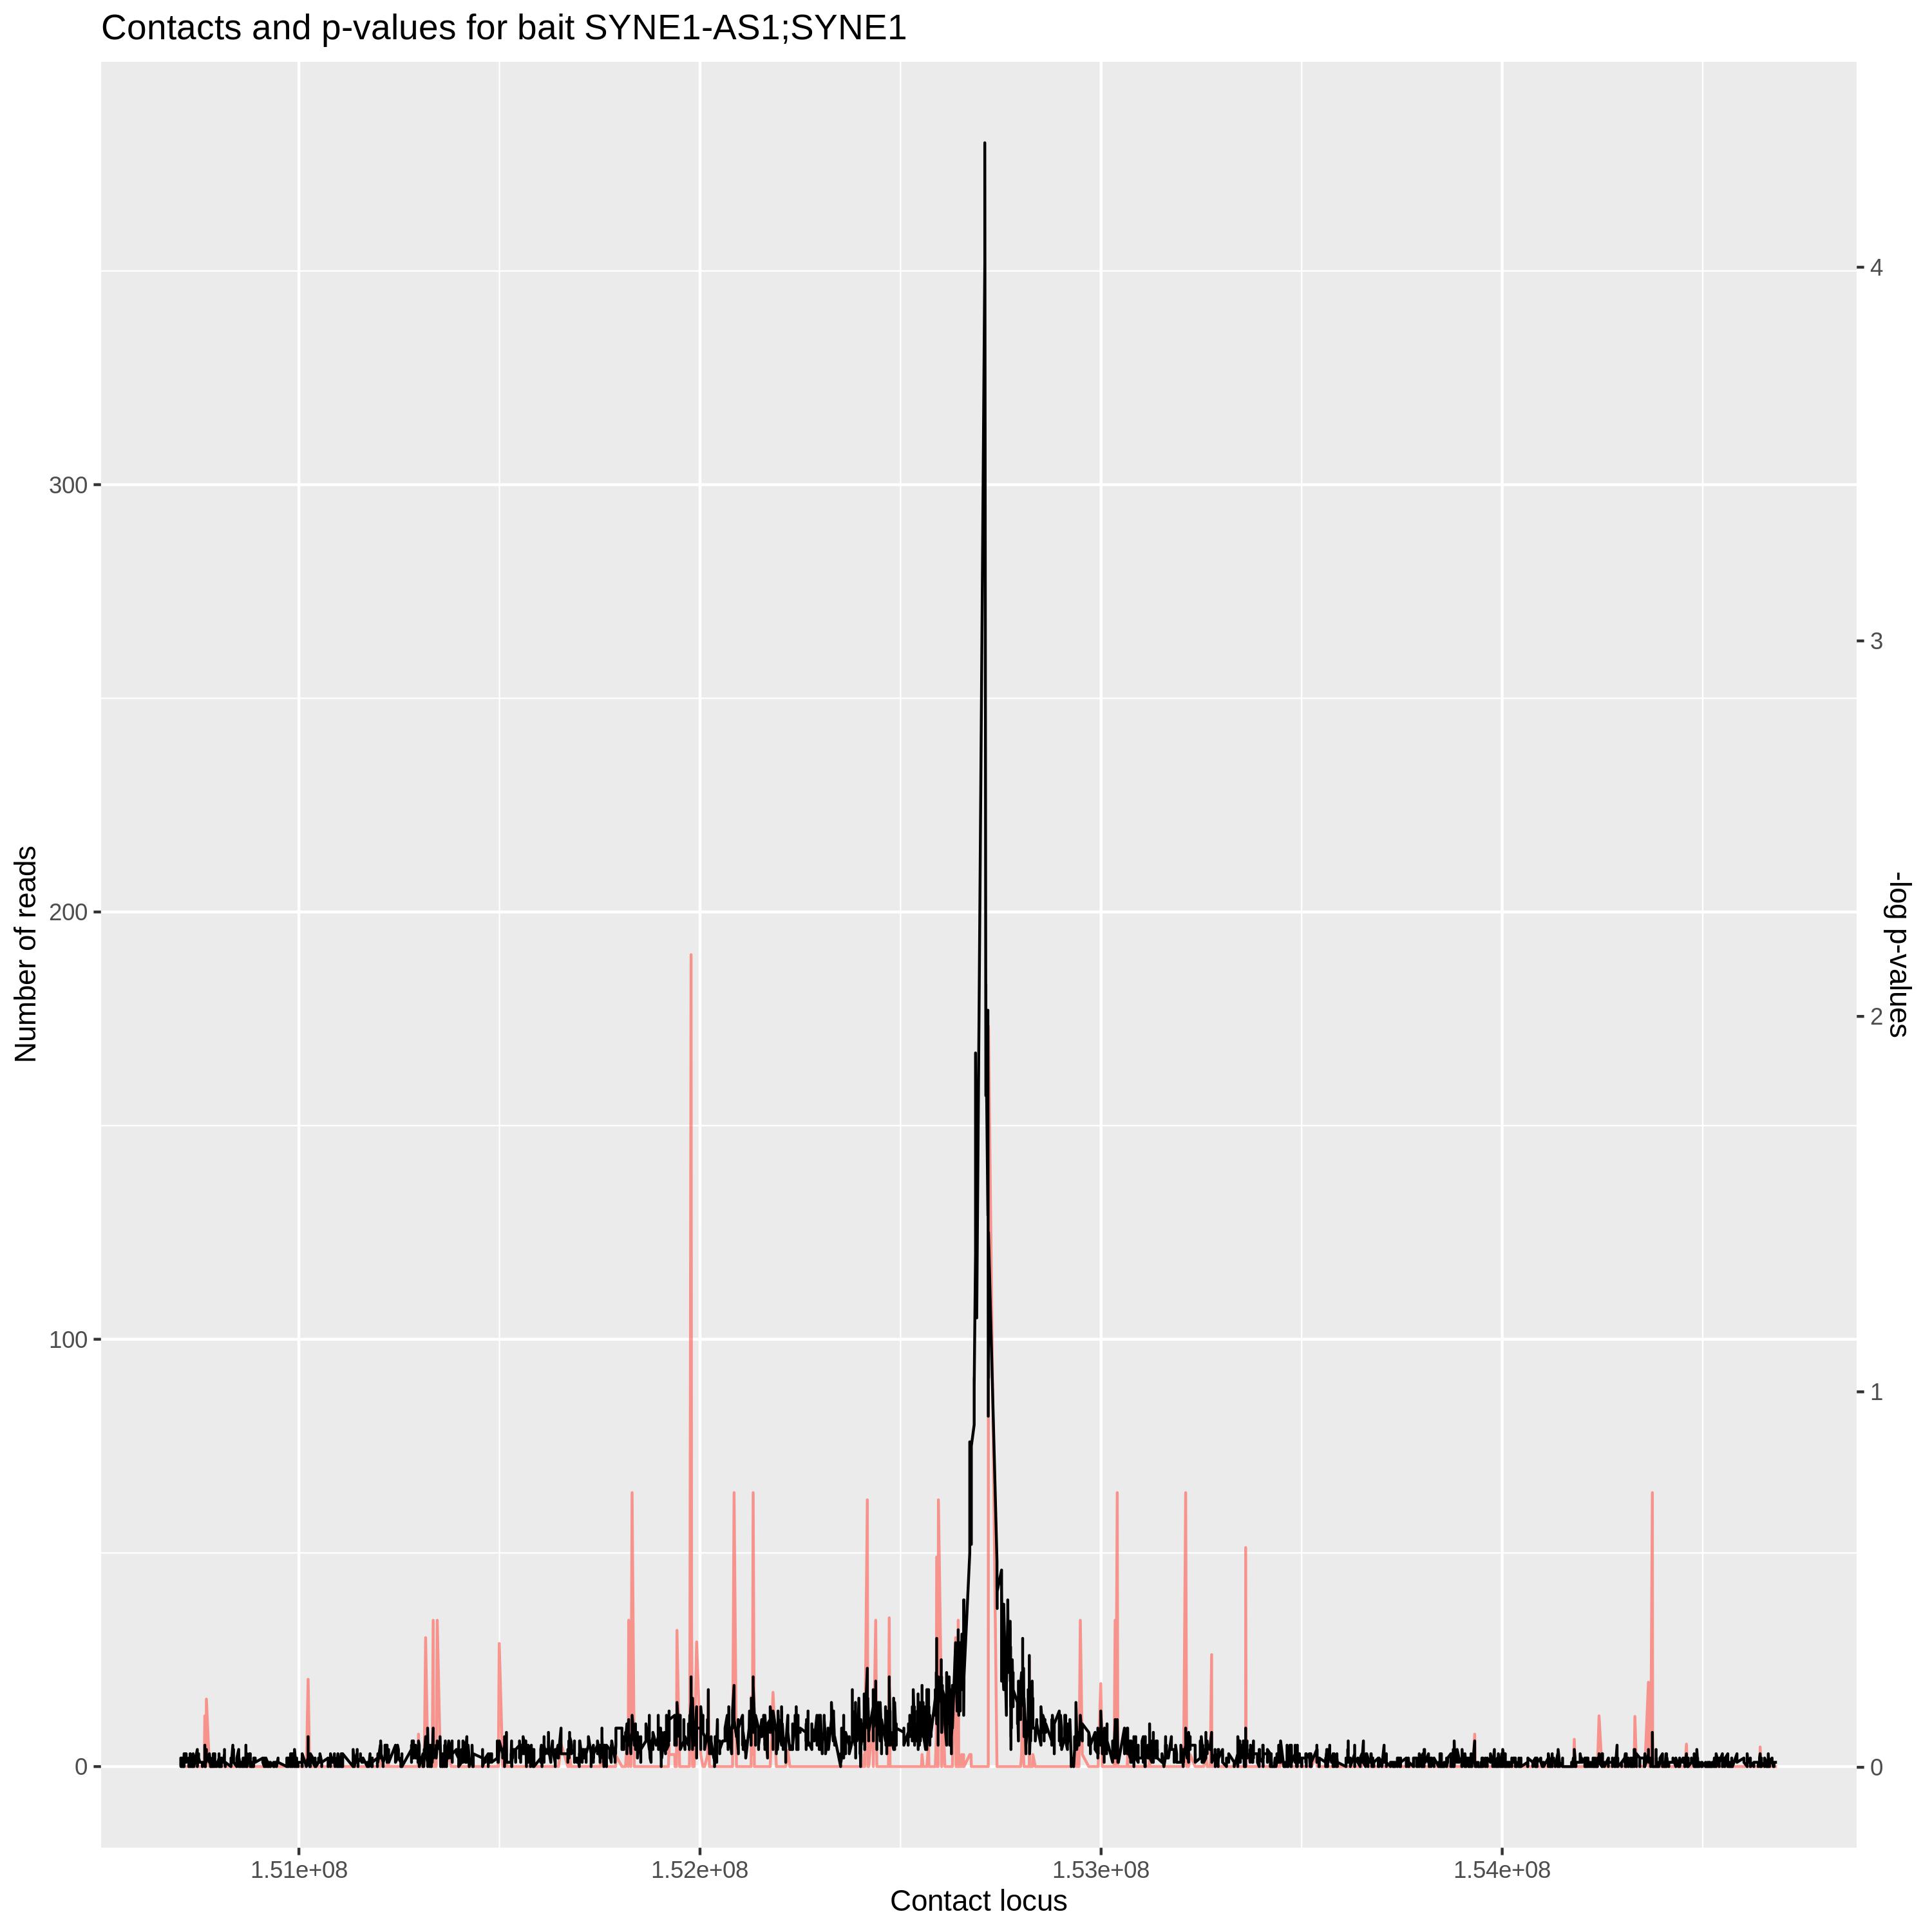 Contacts and p-values for bait SYNE1-AS1;SYNE1
Number of reads
300
200
100
0
4
3
2
1
0
-log p-values
1.51e+08 1.52e+08 1.53e+08 1.54e+08
Contact locus